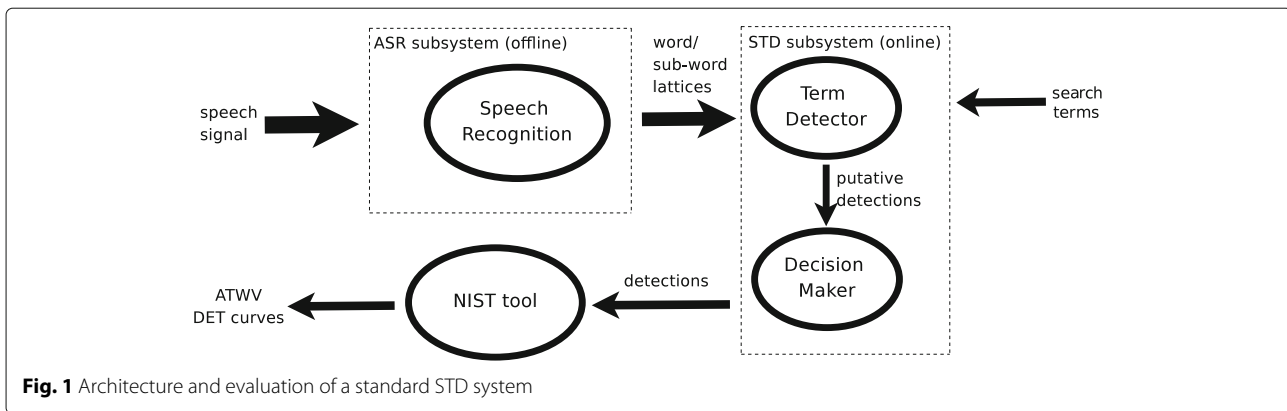 ASR subsystem (offline)
speech
signal
Speech
Recognition
word/
sub-word
lattices
STD subsystem (online)
Term
Detector
search
terms
putative
detections
Decision
Maker
detections
NIST tool
ATWV
DET curves
Fig. 1 Architecture and evaluation of a standard STD system